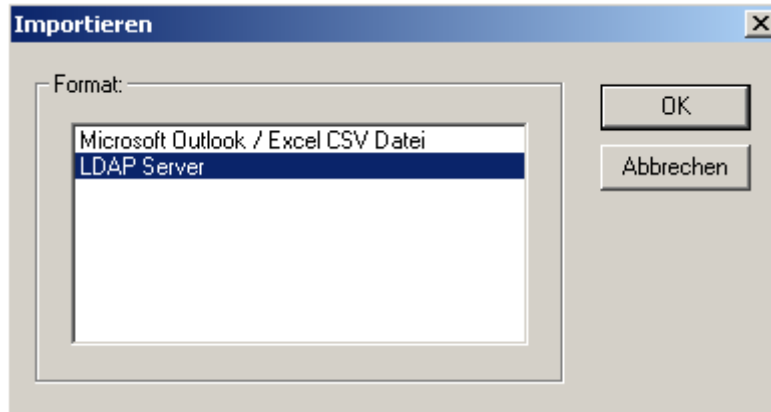 Importieren
Format:
Microsoft Outlook / Excel CSV Datei
LDAP Server
OK
Abbrechen